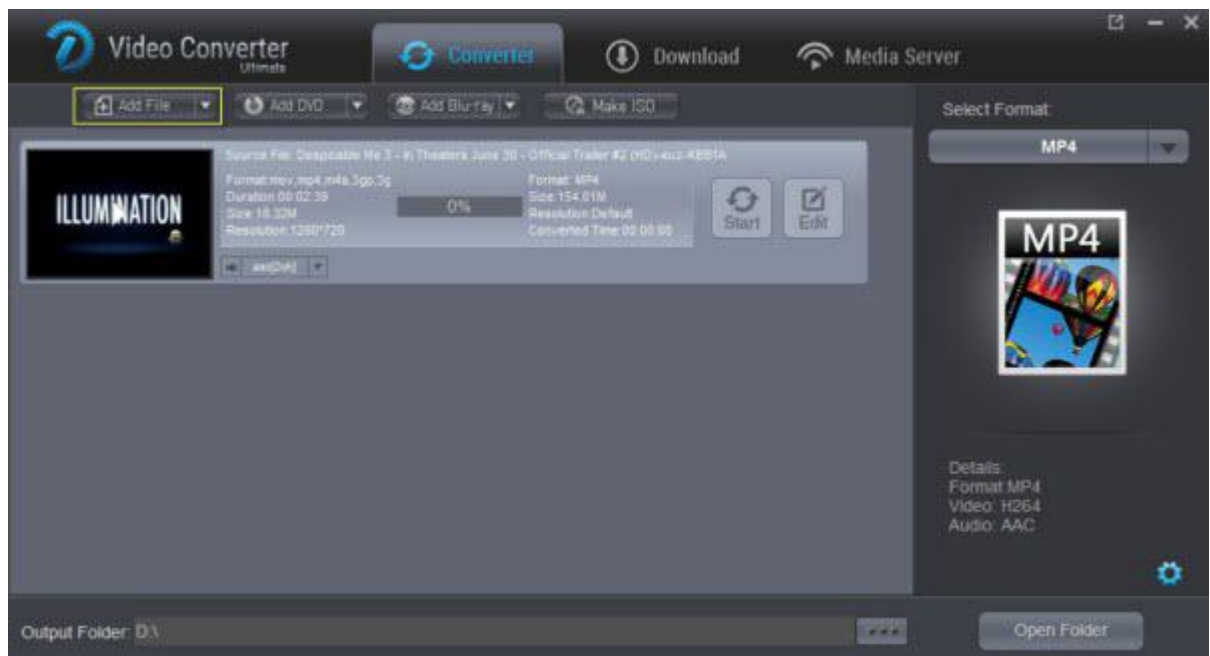 Video Converter
Ultimate
Converter
Download
Media Server
Add File
Add DVD
Add Blu-ray
Make ISO
Select Format:
MP4
Source File: Despicable Me 3 - In Theaters June 30 - Official Trailer #2 (HD)-
ILLUMINATION
Format:mov,mp4,m4a,3gp,3g
Duration:00:02:39
Size:18.32M
Resolution:1280*720
0%
Format: MP4
Size:154.01M
Resolution:Default
Converted Time:00:00:00
Start
Edit
MP4
Details:
Format:MP4
Video: H264
Audio: AAC
Output Folder: D:\
Open Folder